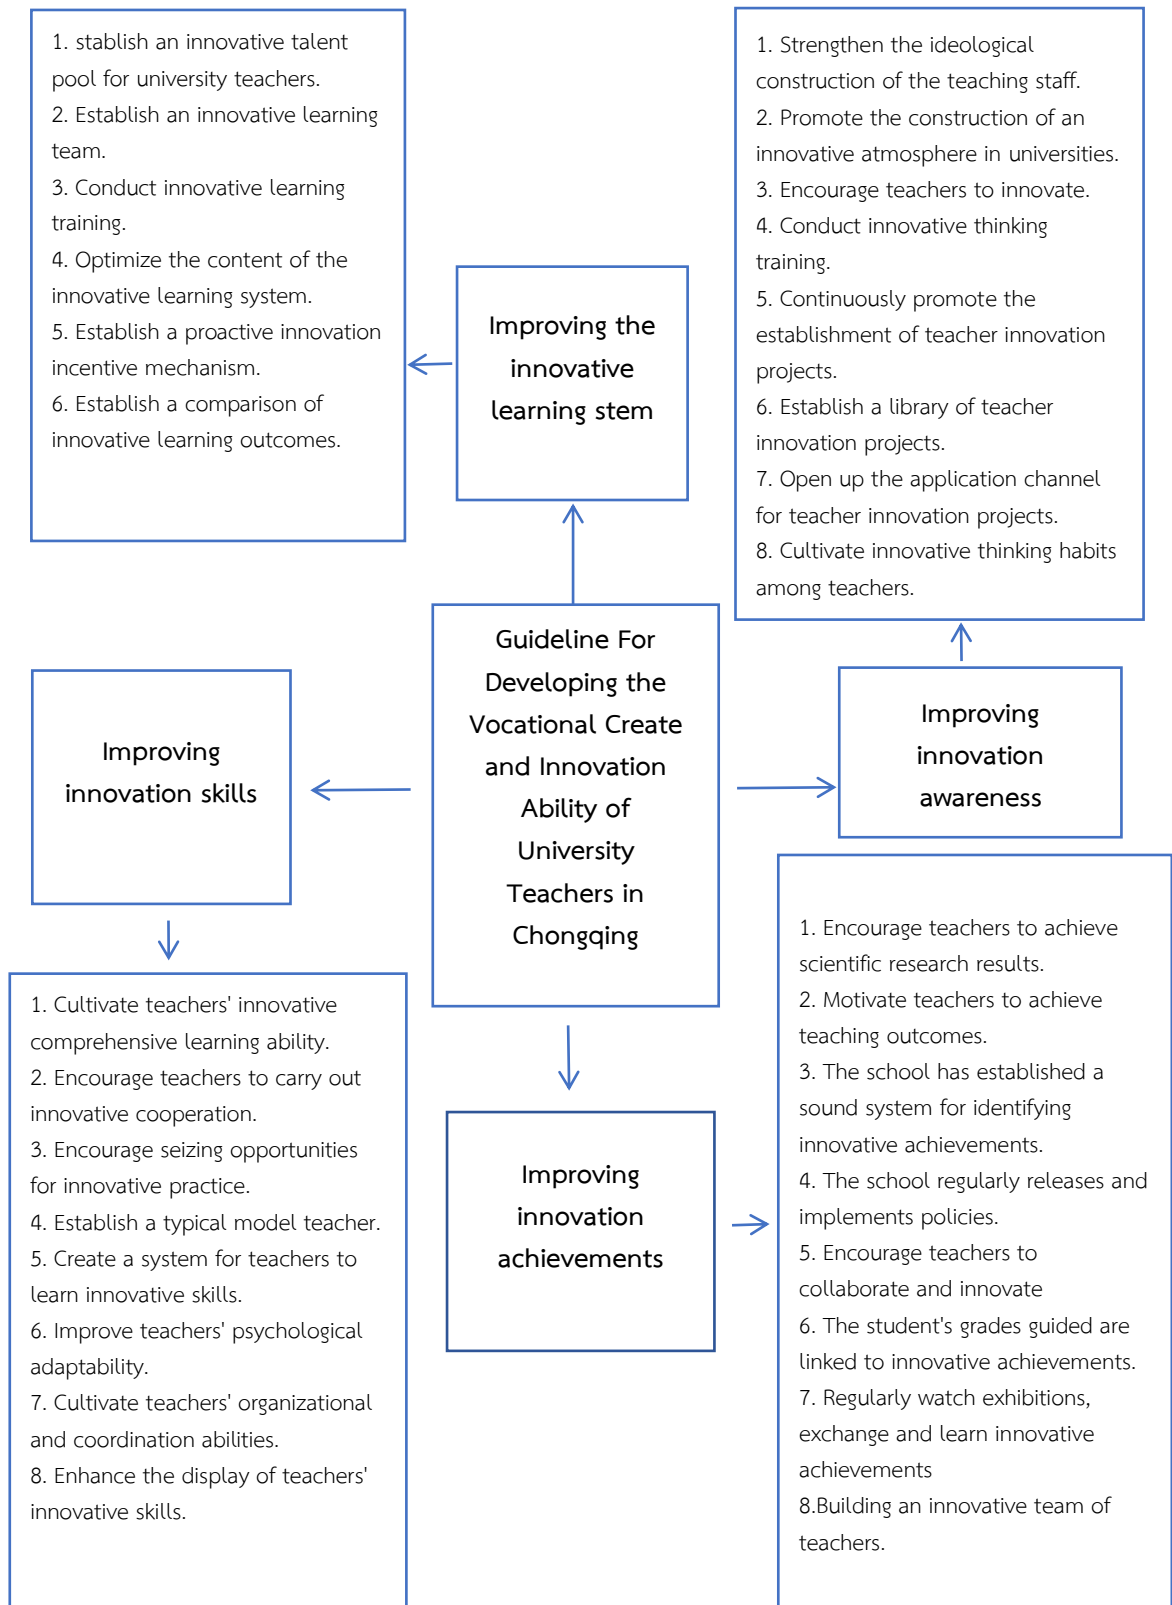 1. stablish an innovative talent
pool for university teachers.
2. Establish an innovative learning
team.
3. Conduct innovative learning
training.
4. Optimize the content of the
innovative learning system.
5. Establish a proactive innovation
incentive mechanism.
6. Establish a comparison of
innovative learning outcomes.
Improving the
innovative
learning stem
1. Strengthen the ideological
construction of the teaching staff.
2. Promote the construction of an
innovative atmosphere in universities.
3. Encourage teachers to innovate.
4. Conduct innovative thinking
training.
5. Continuously promote the
establishment of teacher innovation
projects.
6. Establish a library of teacher
innovation projects.
7. Open up the application channel
for teacher innovation projects.
8. Cultivate innovative thinking habits
among teachers.
Improving
innovation skills
Guideline For
Developing the
Vocational Create
and Innovation
Ability of
University
Teachers in
Chongqing
Improving
innovation
awareness
1. Cultivate teachers' innovative
comprehensive learning ability.
2. Encourage teachers to carry out
innovative cooperation.
3. Encourage seizing opportunities
for innovative practice.
4. Establish a typical model teacher.
5. Create a system for teachers to
learn innovative skills.
6. Improve teachers' psychological
adaptability.
7. Cultivate teachers' organizational
and coordination abilities.
8. Enhance the display of teachers'
innovative skills.
Improving
innovation
achievements
1. Encourage teachers to achieve
scientific research results.
2. Motivate teachers to achieve
teaching outcomes.
3. The school has established a
sound system for identifying
innovative achievements.
4. The school regularly releases and
implements policies.
5. Encourage teachers to
collaborate and innovate
6. The student's grades guided are
linked to innovative achievements.
7. Regularly watch exhibitions,
exchange and learn innovative
achievements
8.Building an innovative team of
teachers.